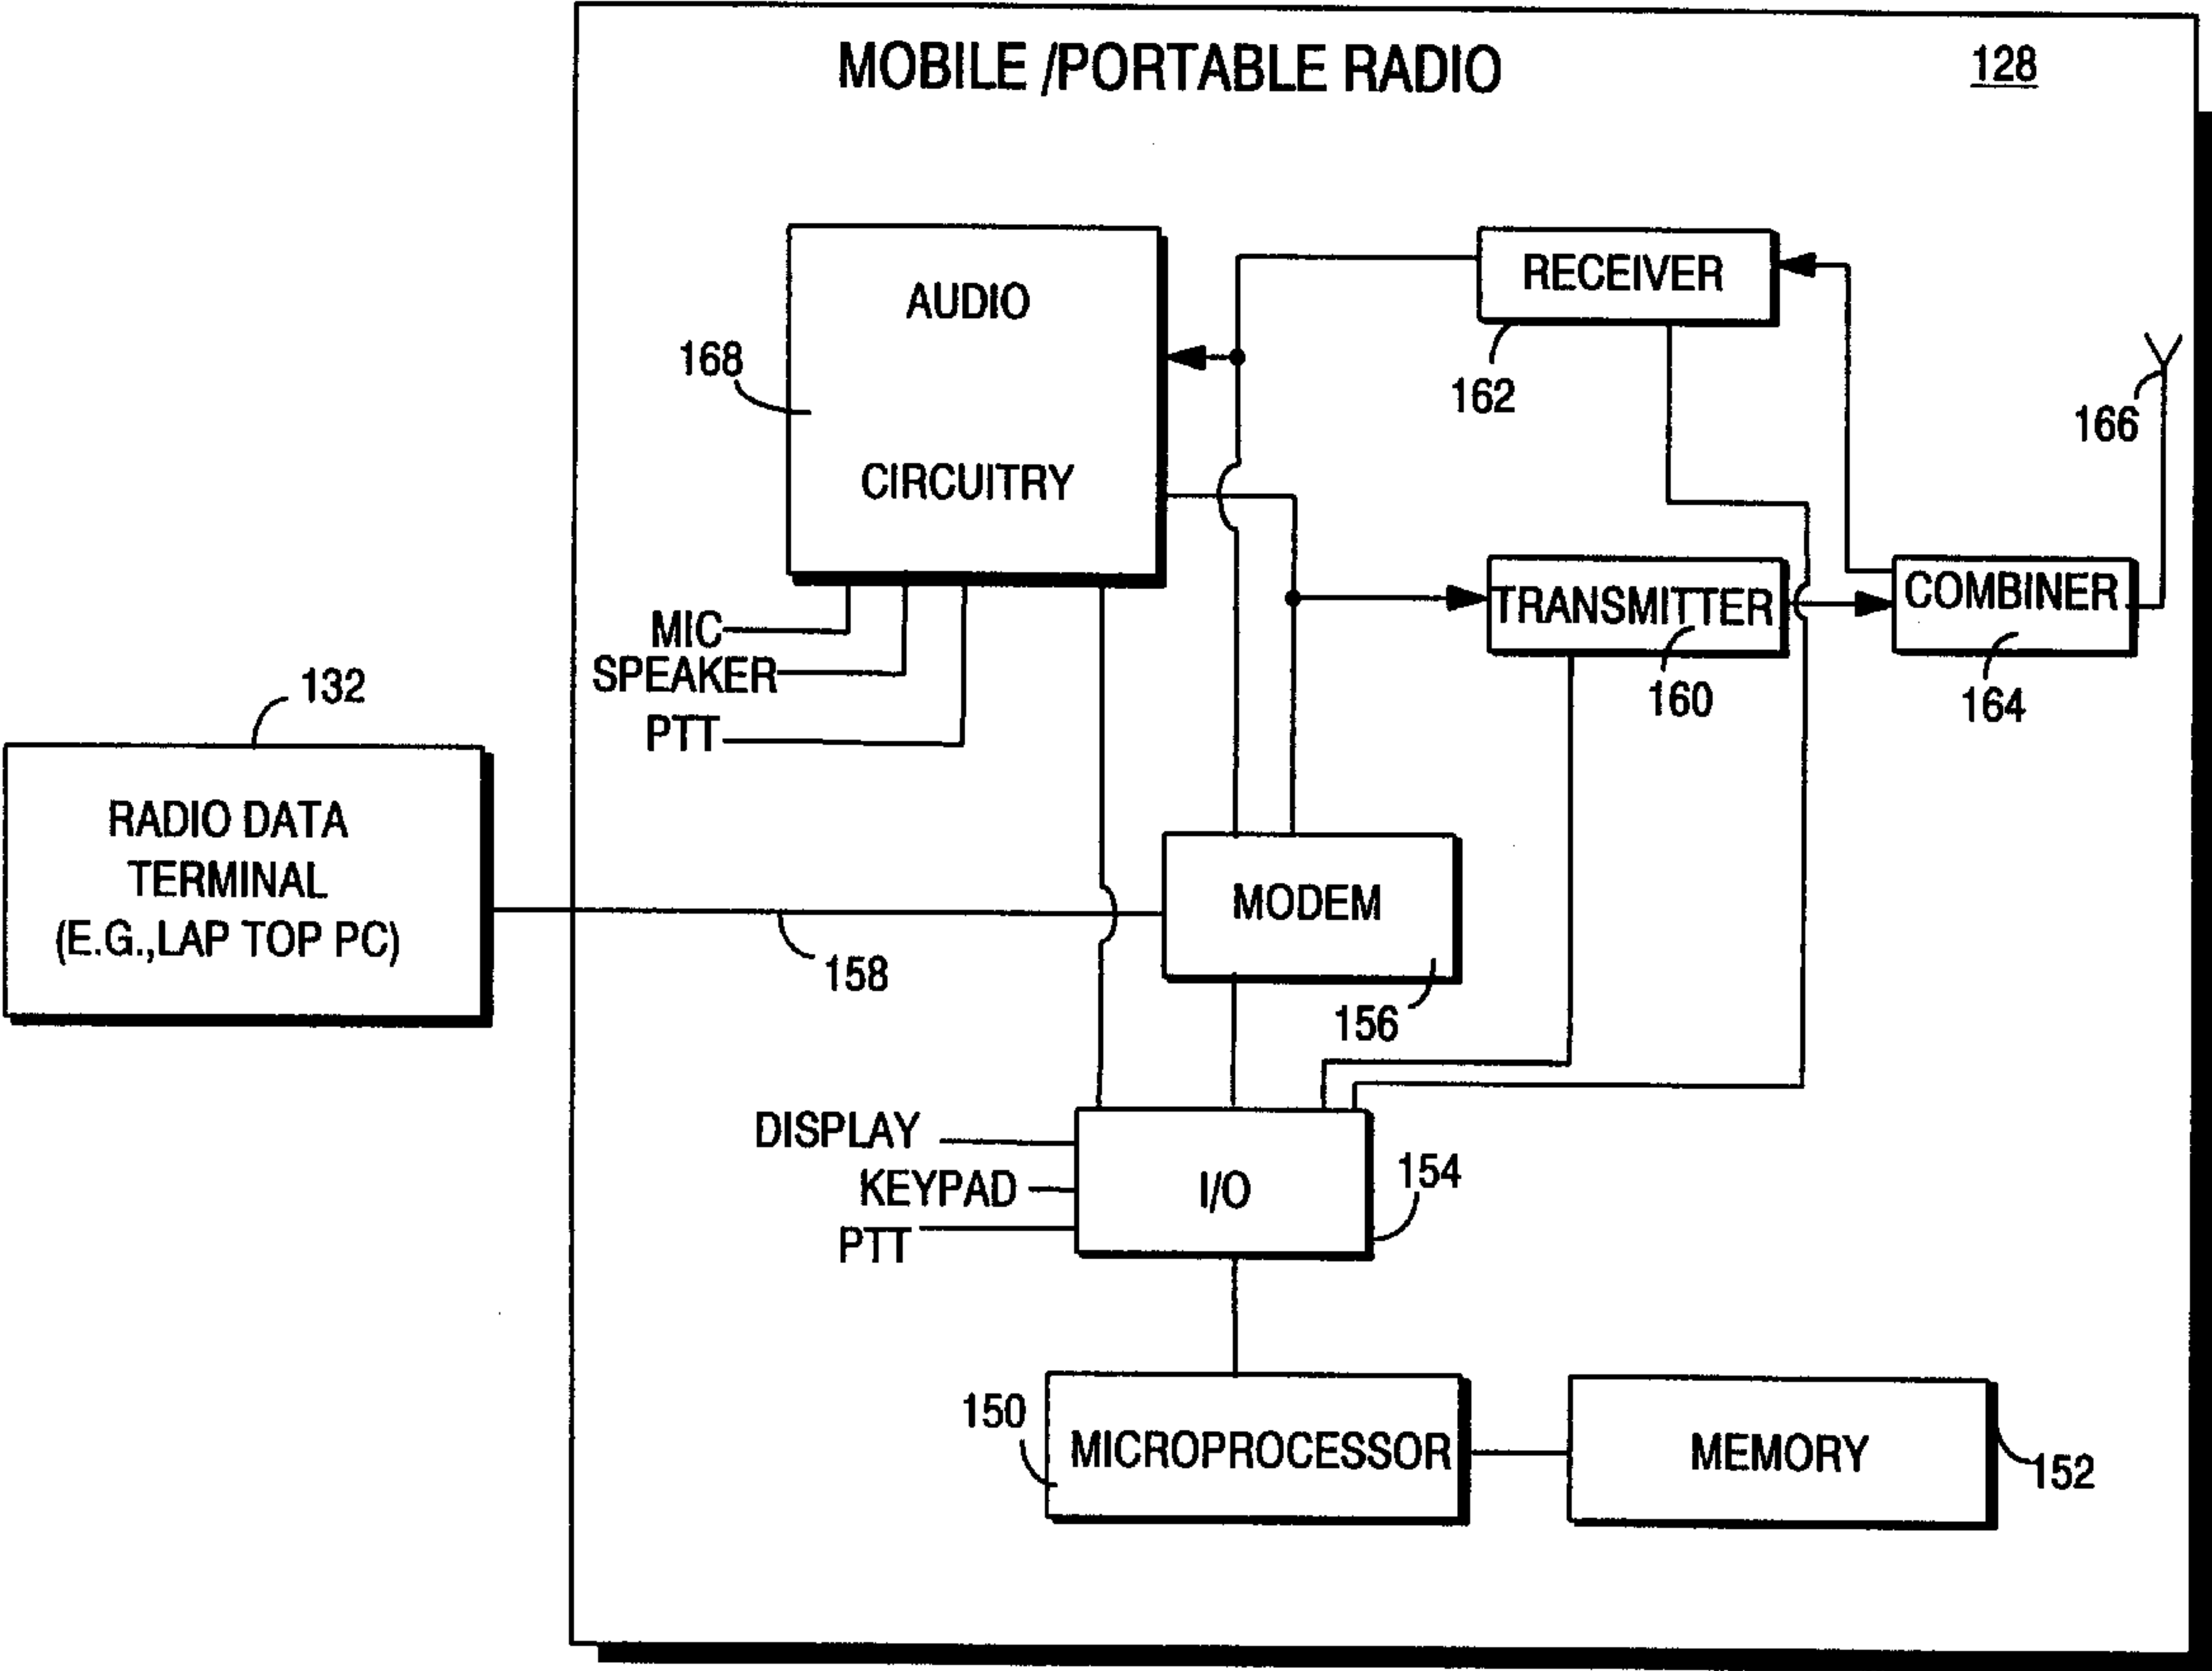 MOBILE /PORTABLE RADIO
128
AUDIO
CIRCUITRY
168
RECEIVER
162
166
TRANSMITTER
160
COMBINER
164
MIC
SPEAKER
PTT
132
RADIO DATA
TERMINAL
(E.G.,LAP TOP PC)
158
MODEM
156
DISPLAY
KEYPAD
PTT
I/O
154
150
MICROPROCESSOR
MEMORY
152